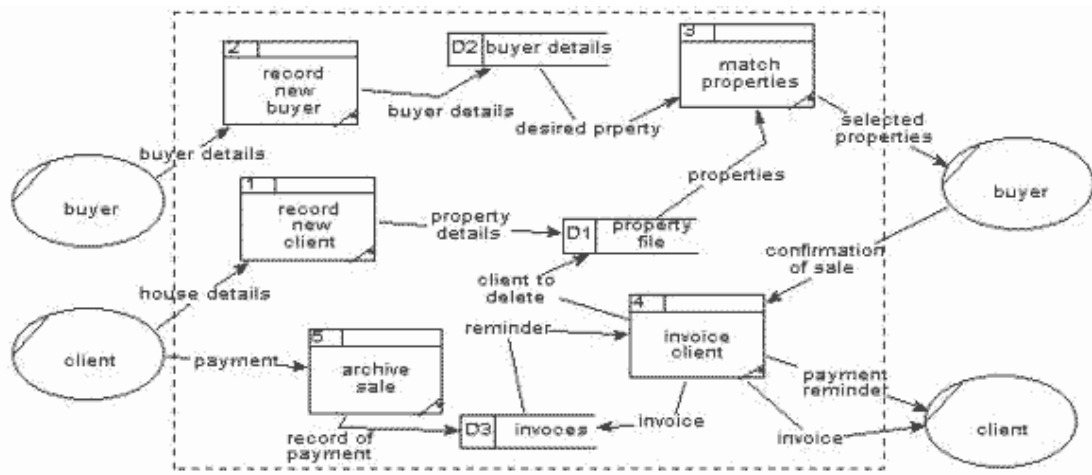 2
record
new
buyer
D2 buyer details
3
match
properties
buyer details
desired prperty
selected
properties
buyer details
buyer
1
record
new
client
property
details
D1 property
file
properties
buyer
confirmation
of sale
house details
client to
delete
4
invoice
client
reminder
client
payment
5
archive
sale
payment
reminder
record of
payment
D3 invoces
invoice
invoice
client